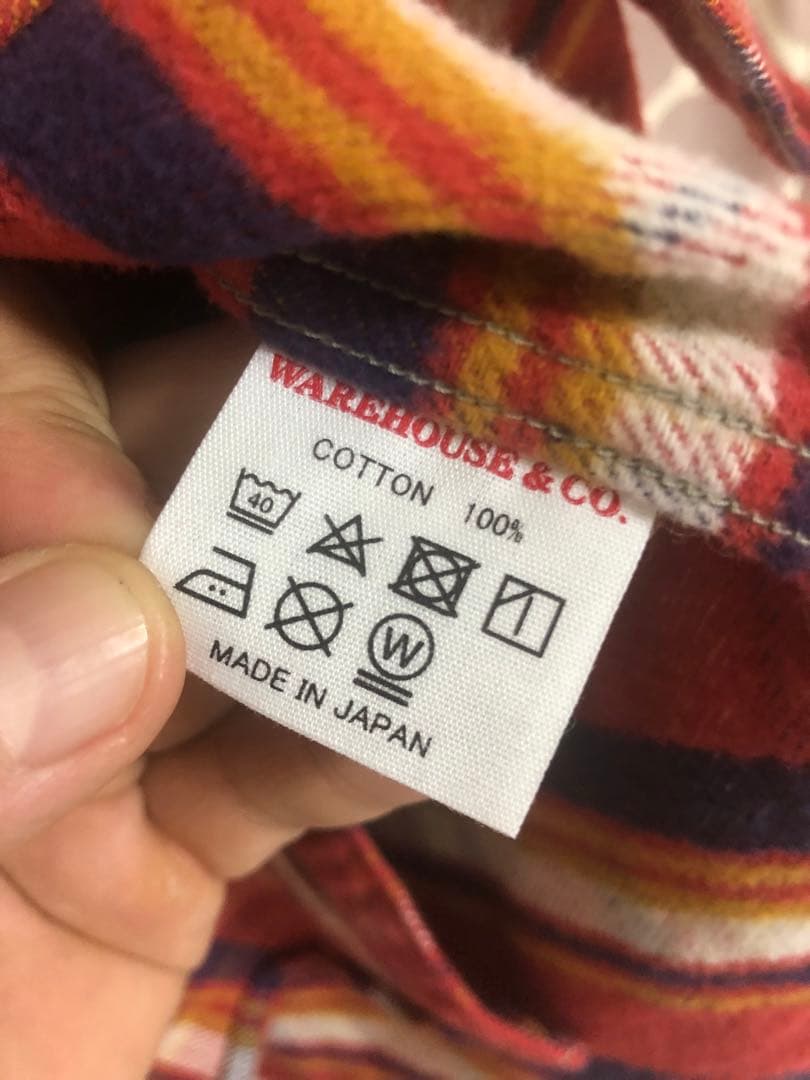 WAREHOUSE & CO.
COTTON 100%
40
W
MADE IN JAPAN